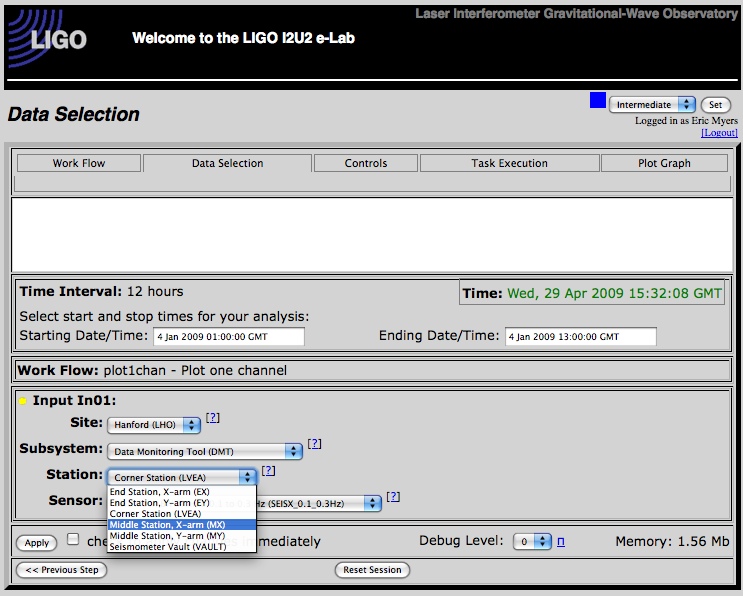 Laser Interferometer Gravitational-Wave Observatory
LIGO
Welcome to the LIGO I2U2 e-Lab
Intermediate Set
Data Selection
Logged in as Eric Myers
[Logout]
Work Flow Data Selection Controls Task Execution Plot Graph
Time Interval: 12 hours Time: Wed, 29 Apr 2009 15:32:08 GMT
Select start and stop times for your analysis:
Starting Date/Time: 4 Jan 2009 01:00:00 GMT Ending Date/Time: 4 Jan 2009 13:00:00 GMT
Work Flow: plot1chan - Plot one channel
Input In01:
Site: Hanford (LHO) [?]
Subsystem: Data Monitoring Tool (DMT) [?]
Station: Corner Station (LVEA) [?]
End Station, X-arm (EX)
End Station, Y-arm (EY)
Sensor: (SEISX_0.1_0.3Hz) [?]
Corner Station (LVEA)
Middle Station, X-arm (MX)
Middle Station, Y-arm (MY)
Seismometer Vault (VAULT)
Apply immediately Debug Level: 0 Memory: 1.56 Mb
<< Previous Step Reset Session